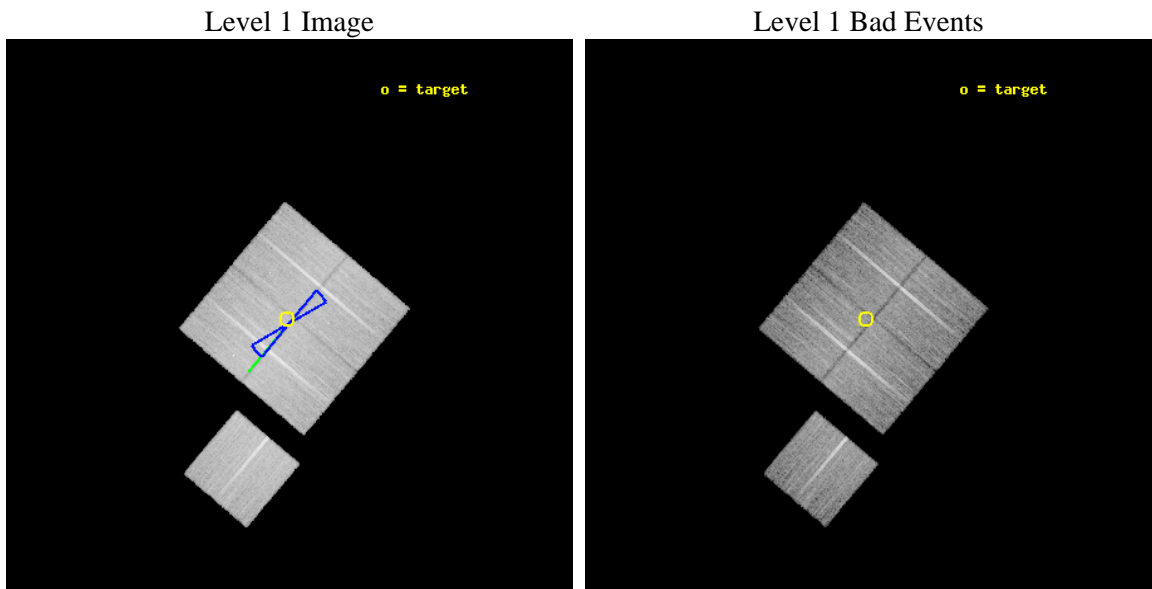 Level 1 Image
Level 1 Bad Events
o = target
o = target